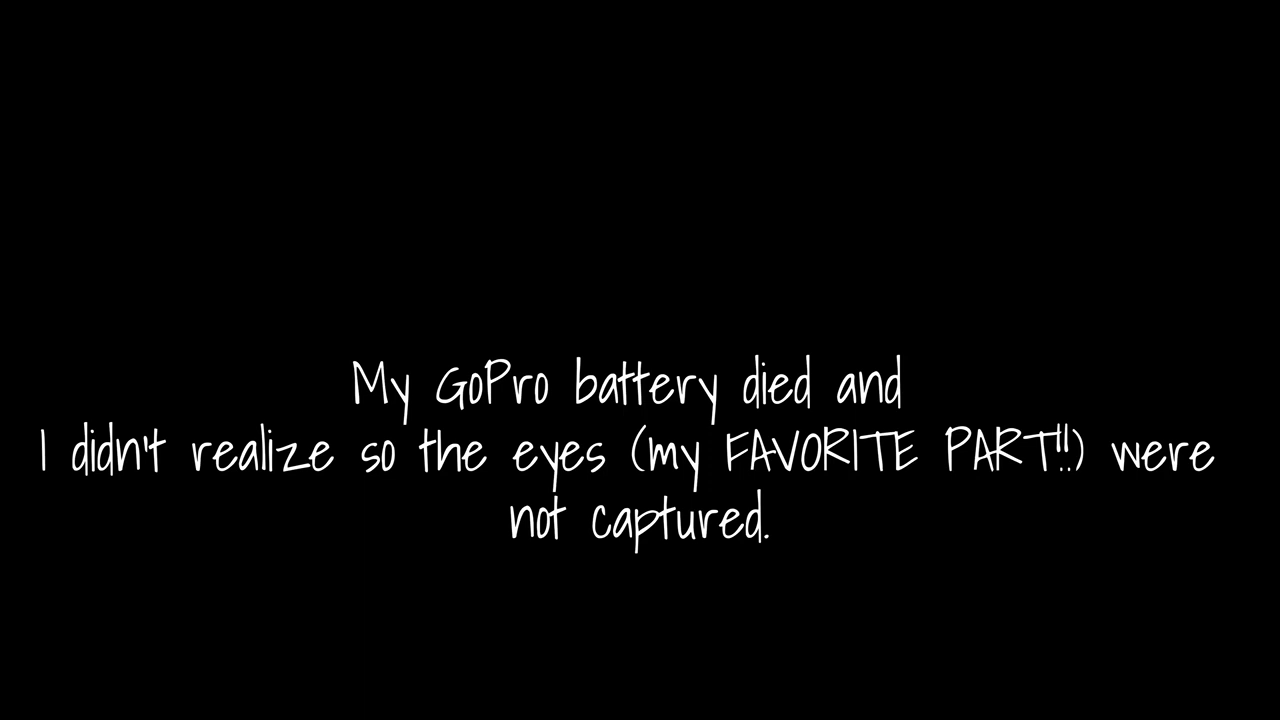 My GoPro battery died and
I didn't realize so the eyes (my FAVORITE PART!!) were
not captured.